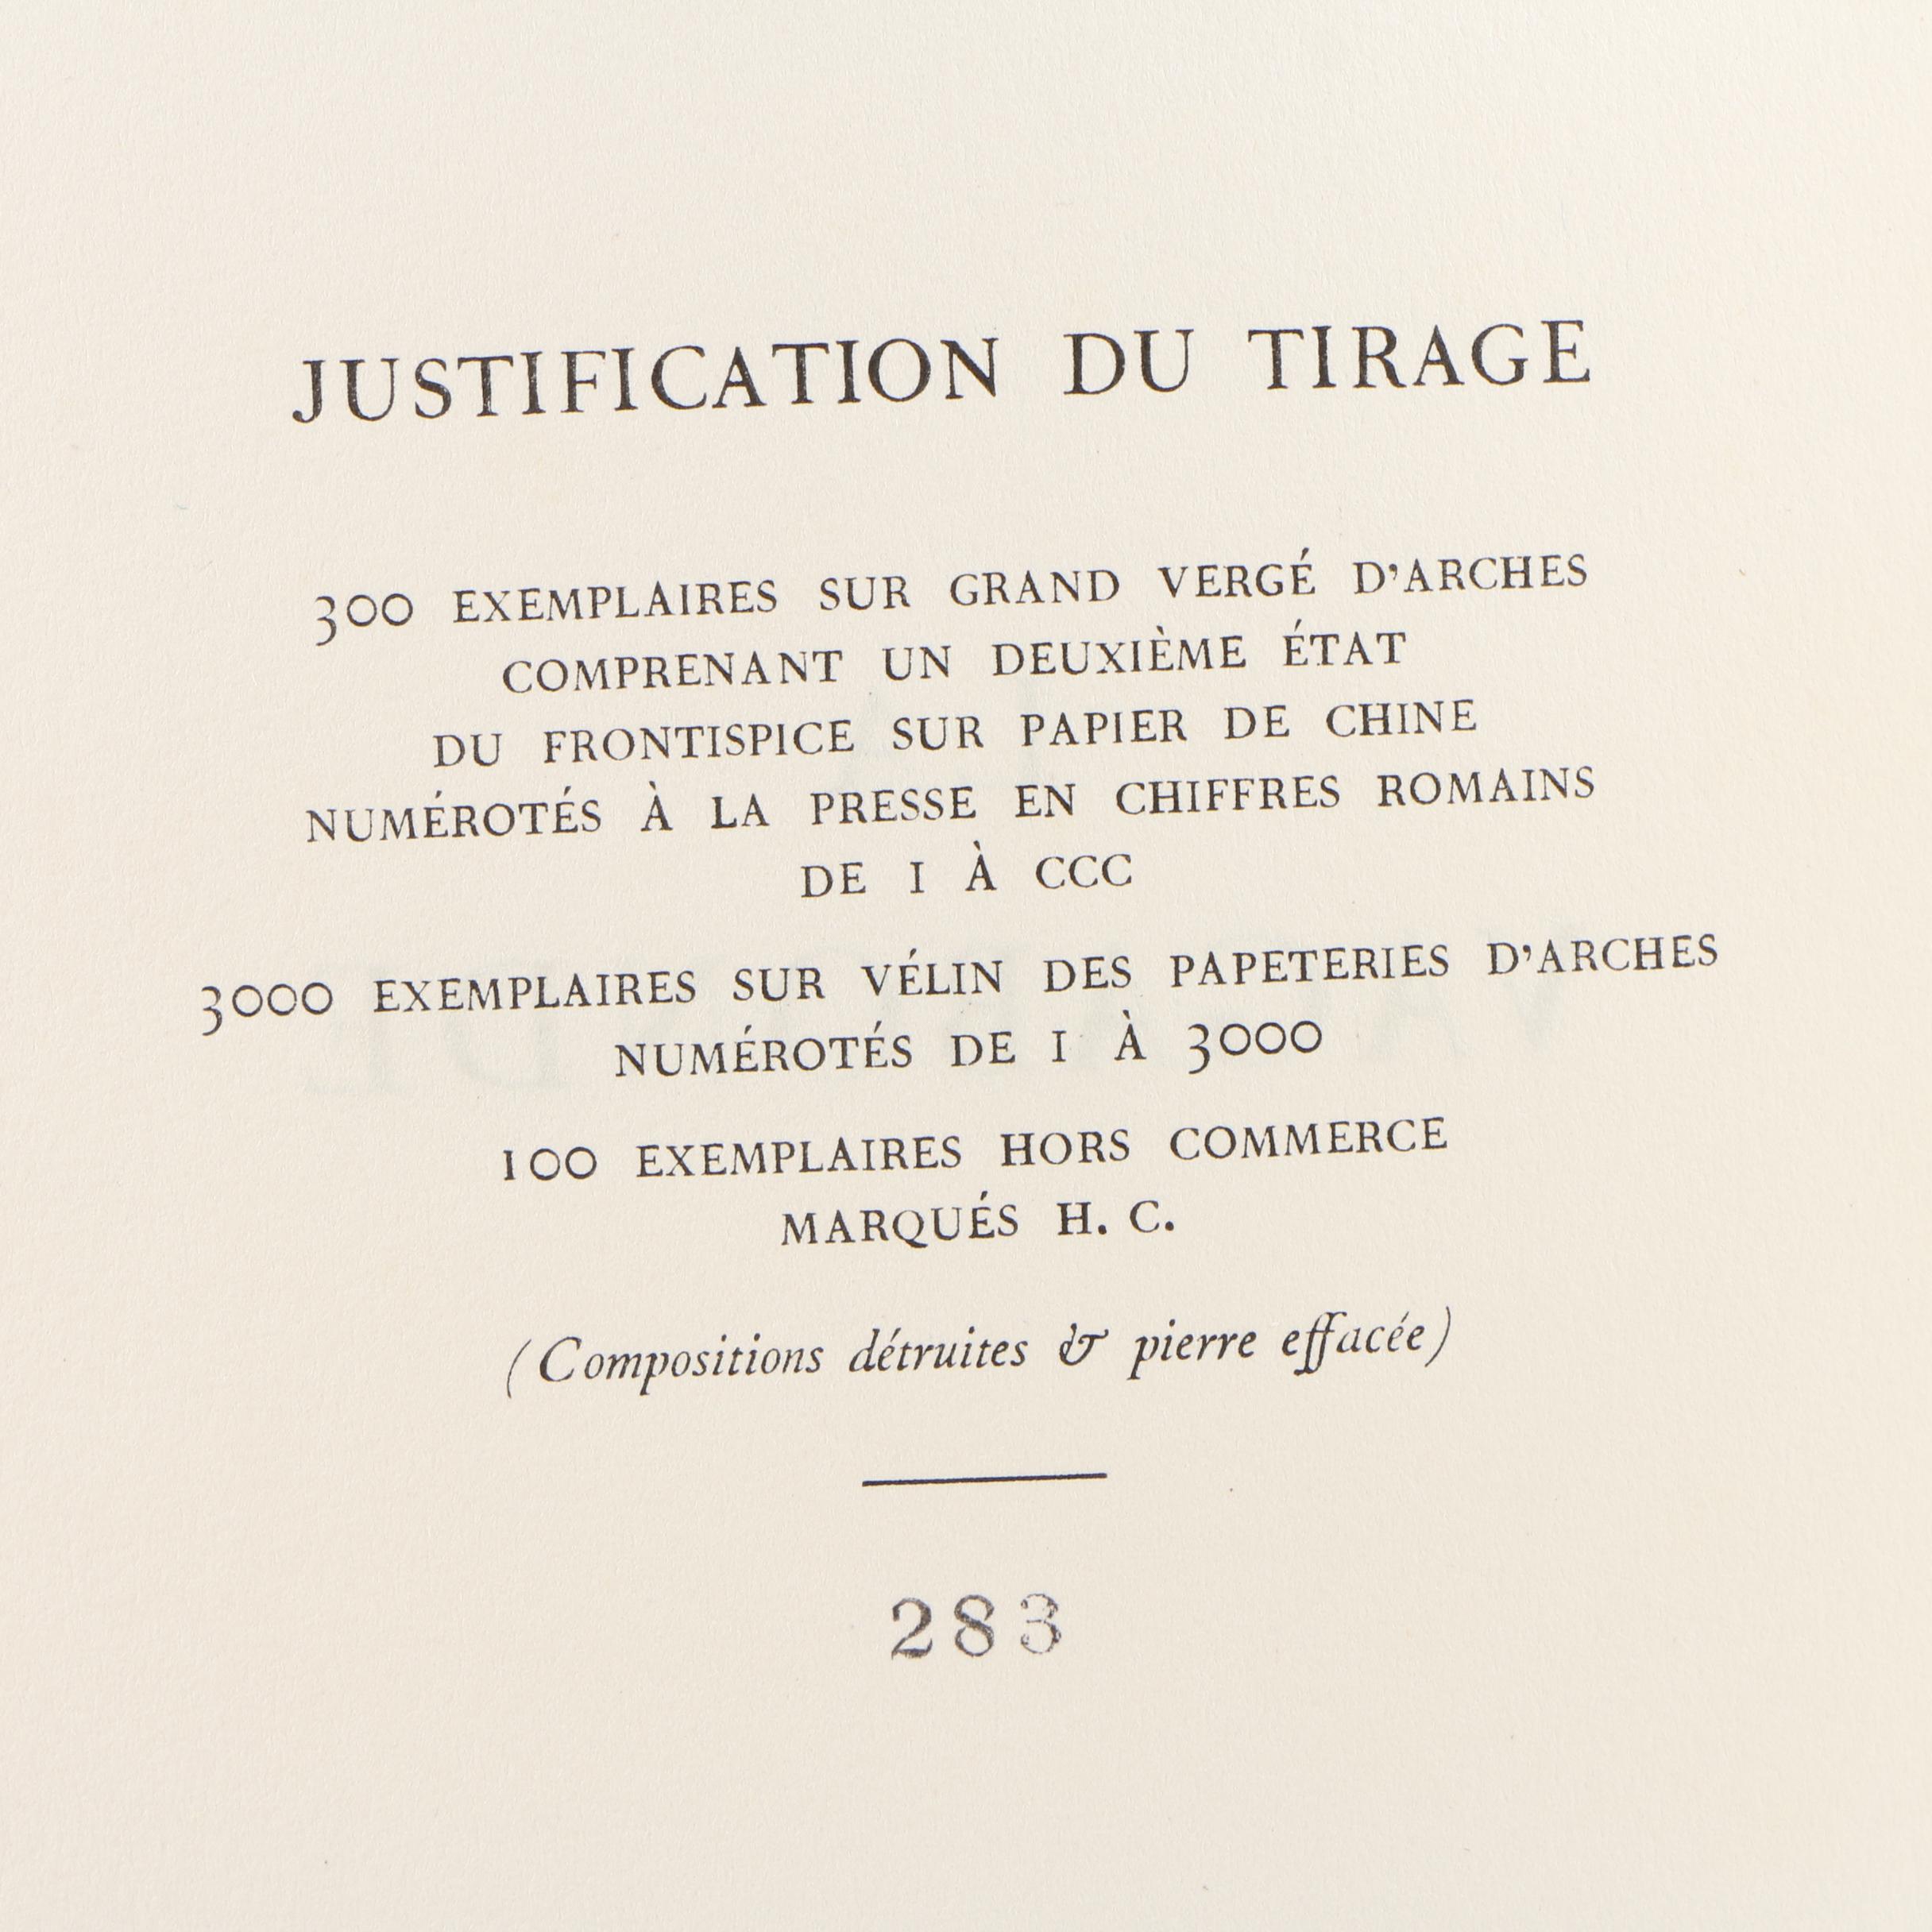 JUSTIFICATION DU TIRAGE
300 EXEMPLAIRES SUR GRAND VERGÉ D'ARCHES
COMPRENANT UN DEUXIÈME ÉTAT
DU FRONTISPICE SUR PAPIER DE CHINE
NUMÉROTÉS À LA PRESSE EN CHIFFRES ROMAINS
DE I À CCC
3000 EXEMPLAIRES SUR VÉLIN DES PAPETERIES D'ARCHES
NUMÉROTÉS DE I À 3000
100 EXEMPLAIRES HORS COMMERCE
MARQUÉS H. C.
(Compositions détruites & pierre effacée)
283